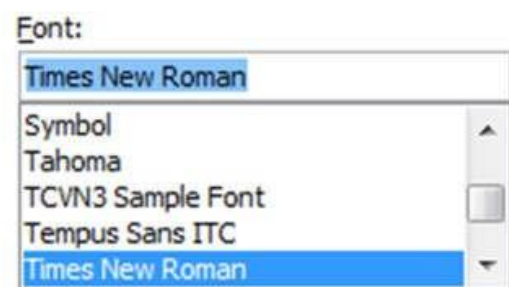 Font:
Times New Roman
Symbol
Tahoma
TCVN3 Sample Font
Tempus Sans ITC
Times New Roman